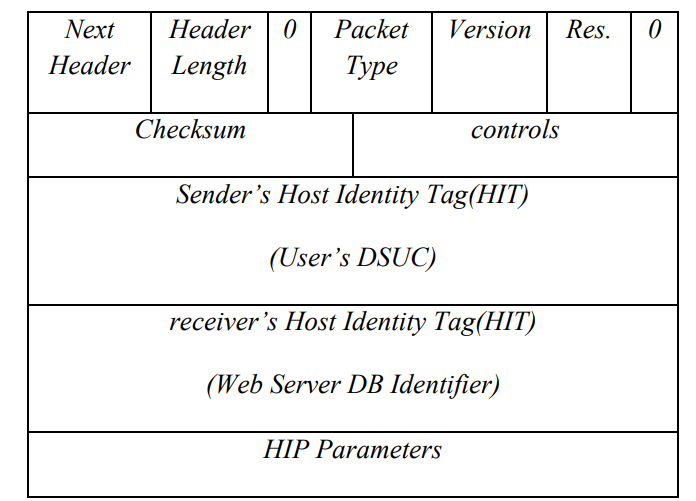 Next Header
Header Length
0
Packet Type
Version
Res.
0
Checksum
controls
Sender's Host Identity Tag(HIT)
(User's DSUC)
receiver's Host Identity Tag(HIT)
(Web Server DB Identifier)
HIP Parameters